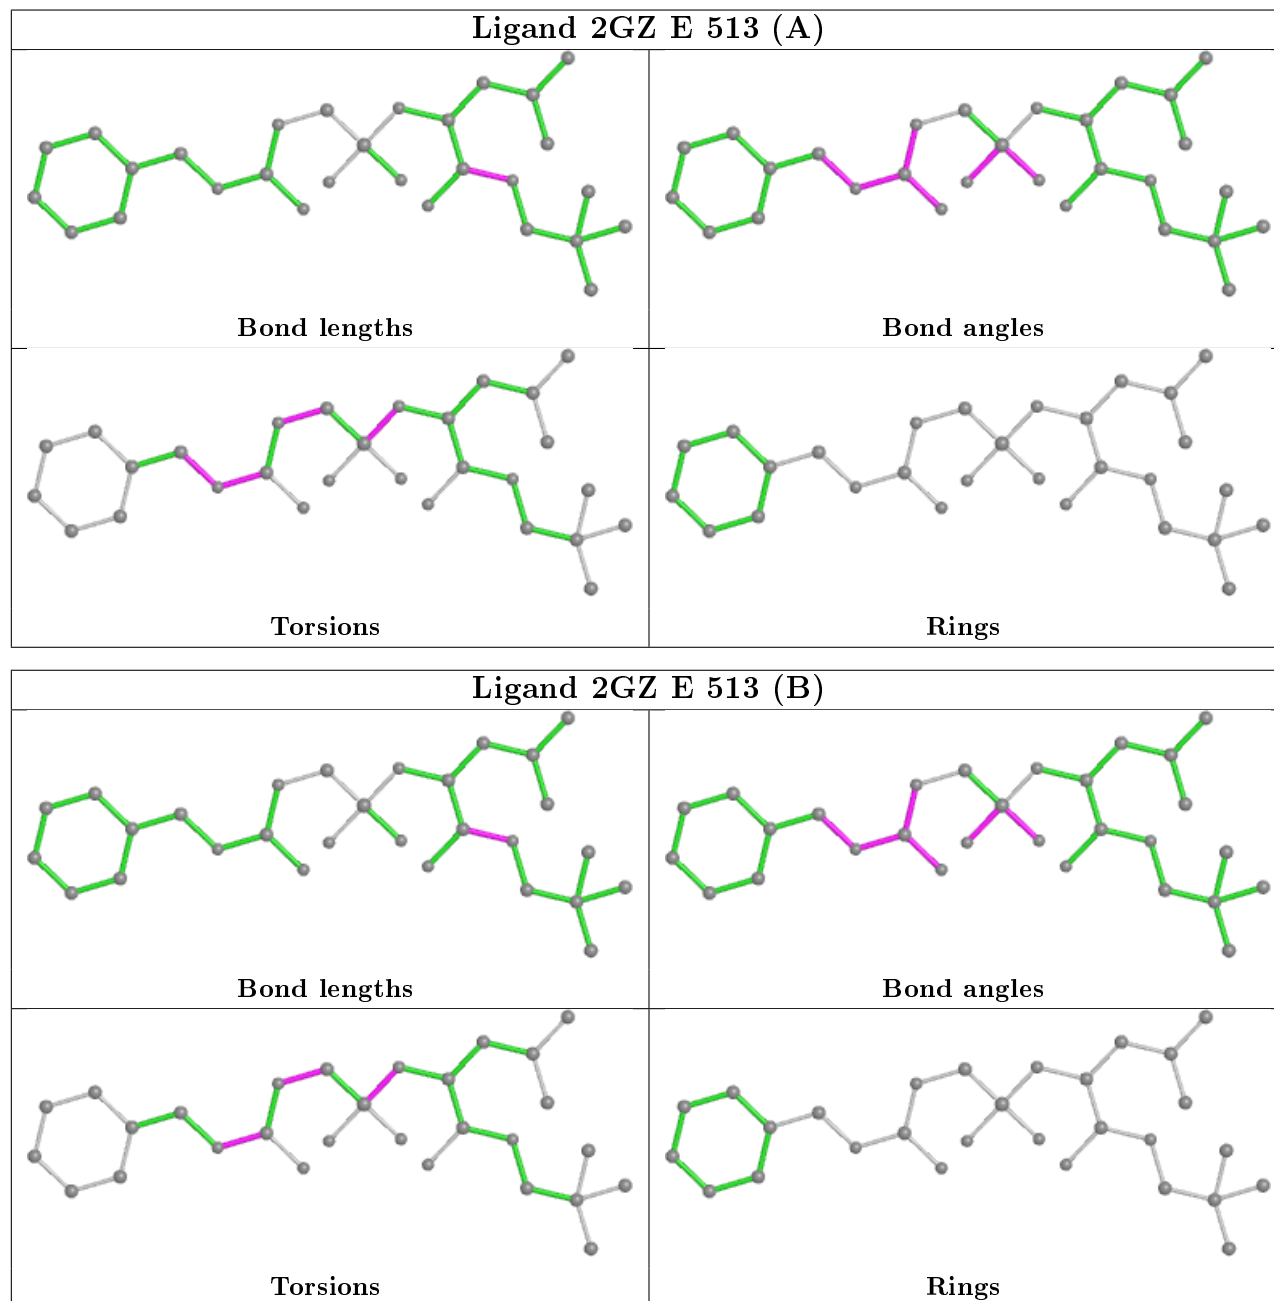 Ligand 2GZ E 513 (A)
Bond lengths
Bond angles
Torsions
Rings
Ligand 2GZ E 513 (B)
Bond lengths
Bond angles
Torsions
Rings